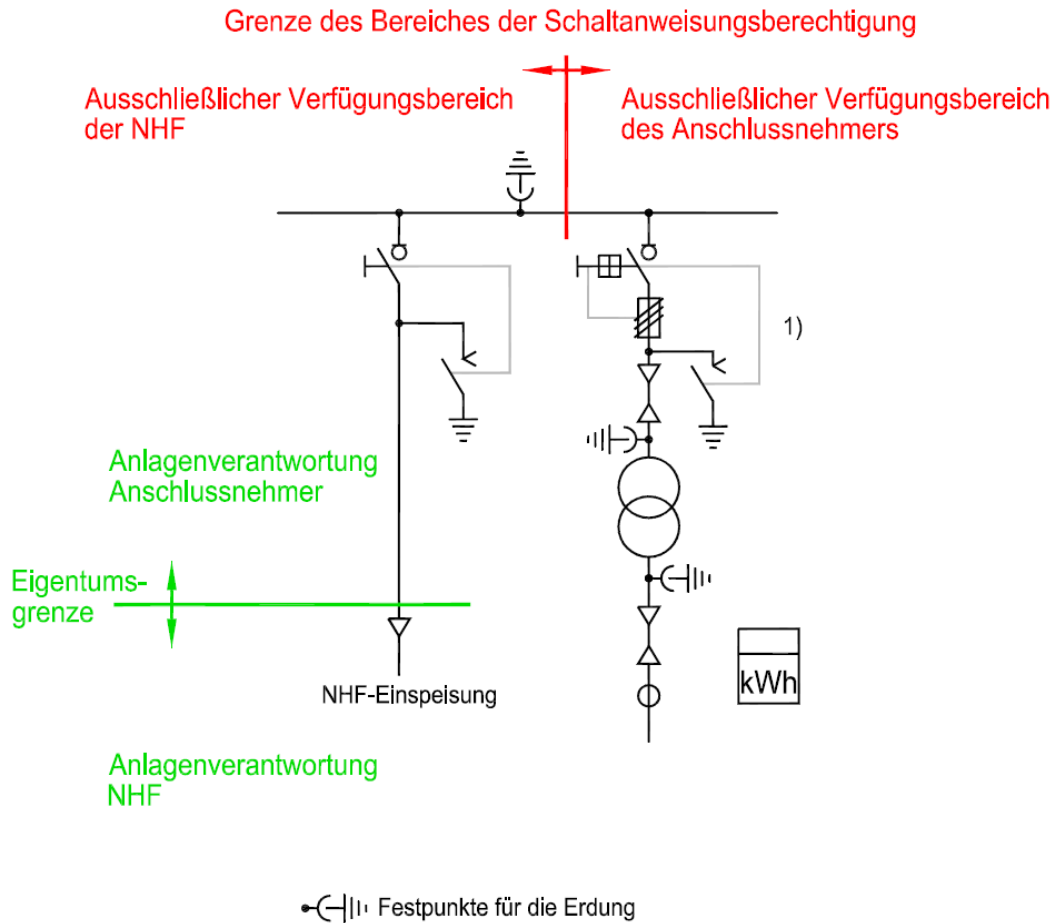 Grenze des Bereiches der Schaltanweisungsberechtigung
Ausschließlicher Verfügungsbereich
der NHF
Ausschließlicher Verfügungsbereich
des Anschlussnehmers
1)
Anlagenverantwortung
Anschlussnehmer
Eigentums-
grenze
NHF-Einspeisung
kWh
Anlagenverantwortung
NHF
Festpunkte für die Erdung